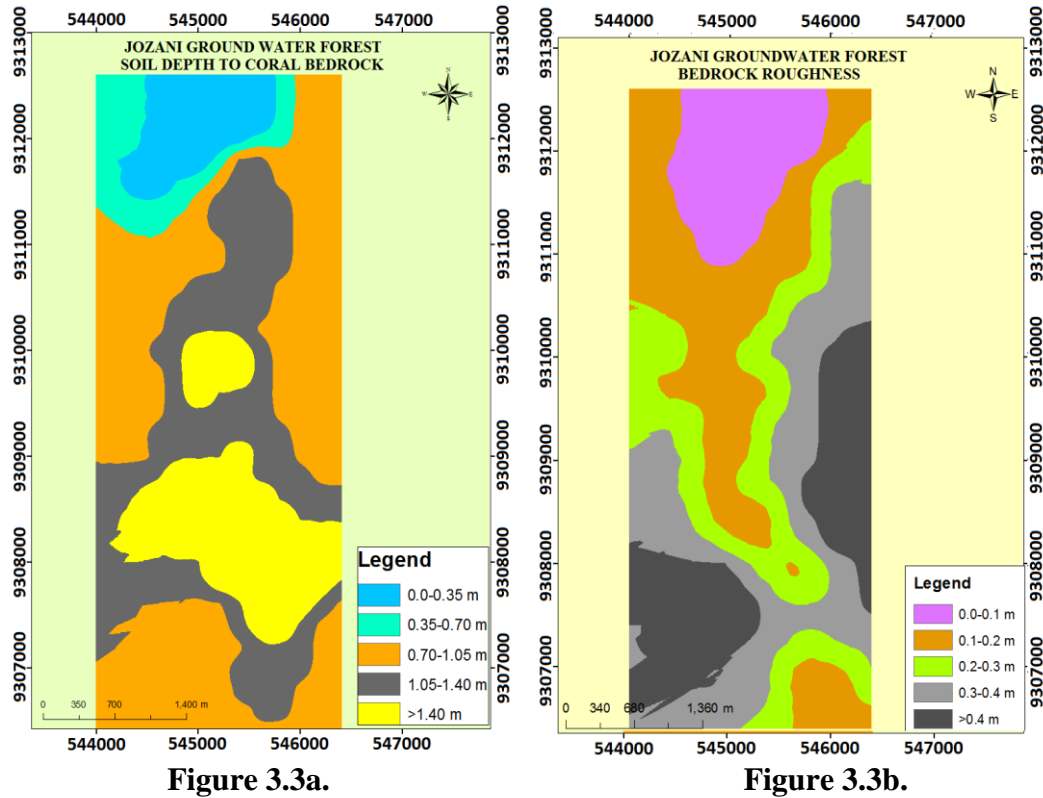 544000 545000 546000 547000
JOZANI GROUND WATER FOREST
SOIL DEPTH TO CORAL BEDROCK
N
W E
S
9313000
9312000
9311000
9310000
9309000
9308000
9307000
9313000
9312000
9311000
9310000
9309000
9308000
9307000
Legend
0.0-0.35 m
0.35-0.70 m
0.70-1.05 m
1.05-1.40 m
>1.40 m
0 350 700 1,400 m
544000 545000 546000 547000
Figure 3.3a.
544000 545000 546000 547000
JOZANI GROUNDWATER FOREST
BEDROCK ROUGHNESS
N
W E
S
9313000
9312000
9311000
9310000
9309000
9308000
9307000
9313000
9312000
9311000
9310000
9309000
9308000
9307000
Legend
0.0-0.1 m
0.1-0.2 m
0.2-0.3 m
0.3-0.4 m
>0.4 m
0 340 680 1,360 m
544000 545000 546000 547000
Figure 3.3b.